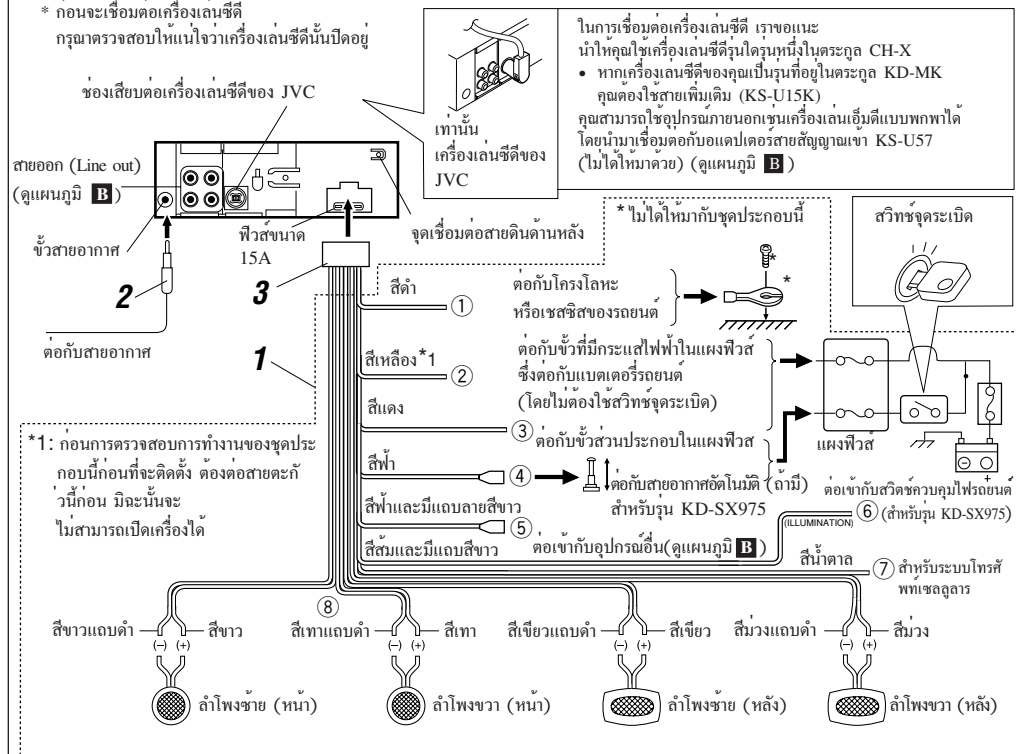 * ก่อนจะเชื่อมต่อเครื่องเล่นซีดี
กรุณาตรวจสอบให้แน่ใจว่าเครื่องเล่นซีดีนั้นปิดอยู่
ช่องเสียบต่อเครื่องเล่นซีดีของ JVC
เท่านั้น
เครื่องเล่นซีดีของ
JVC
ในการเชื่อมต่อเครื่องเล่นซีดี เราขอแนะ
นำให้คุณใช้เครื่องเล่นซีดีรุ่นใดรุ่นหนึ่งในตระกูล CH-X
• หากเครื่องเล่นซีดีของคุณเป็นรุ่นที่อยู่ในตระกูล KD-MK
คุณต้องใช้สายเพิ่มเติม (KS-U15K)
คุณสามารถใช้อุปกรณ์ภายนอกเช่นเครื่องเล่นเอ็มดีแบบพกพาได้
โดยนำมาเชื่อมต่อกับอแดปเตอร์สายสัญญาณเข้า KS-U57
(ไม่ได้ให้มาด้วย) (ดูแผนภูมิ B )
สายออก (Line out)
(ดูแผนภูมิ B )
ขั้วสายอากาศ
2
ต่อกับสายอากาศ
ฟิวส์ขนาด
15A
3
จุดเชื่อมต่อสายดินด้านหลัง
* ไม่ได้ให้มากับชุดประกอบนี้
สวิทช์จุดระเบิด
1
สีดำ
①
ต่อกับโครงโลหะ
หรือเชสซิสของรถยนต์
*
*
สีเหลือง*1
②
ต่อกับขั้วที่มีกระแสไฟฟ้าในแผงฟิวส์
ซึ่งต่อกับแบตเตอรี่รถยนต์
(โดยไม่ต้องใช้สวิทช์จุดระเบิด)
สีแดง
③ ต่อกับขั้วส่วนประกอบในแผงฟิวส
แผงฟิวส์
*1: ก่อนการตรวจสอบการทำงานของชุดประ
กอบนี้ก่อนที่จะติดตั้ง ต้องต่อสายตะกั
่วนี้ก่อน มิฉะนั้นจะ
ไม่สามารถเปิดเครื่องได้
สีฟ้า
④
ต่อกับสายอากาศอัตโนมัติ (ถ้ามี)
สำหรับรุ่น KD-SX975
สีฟ้าและมีแถบลายสีขาว
⑤
ต่อเข้ากับอุปกรณ์อื่น(ดูแผนภูมิ B )
สีส้มและมีแถบสีขาว
(ILLUMINATION)
ต่อเข้ากับสวิตช์ควบคุมไฟรถยนต์
⑥ (สำหรับรุ่น KD-SX975)
สีน้ำตาล
⑦ สำหรับระบบโทรศั
พท์เซลลูลาร
⑧
สีขาวแถบดำ
สีขาว
สีเทาแถบดำ
สีเทา
สีเขียวแถบดำ
สีเขียว
สีม่วงแถบดำ
สีม่วง
(−) (+)
(−) (+)
(−) (+)
(−) (+)
ลำโพงซ้าย (หน้า)
ลำโพงขวา (หน้า)
ลำโพงซ้าย (หลัง)
ลำโพงขวา (หลัง)